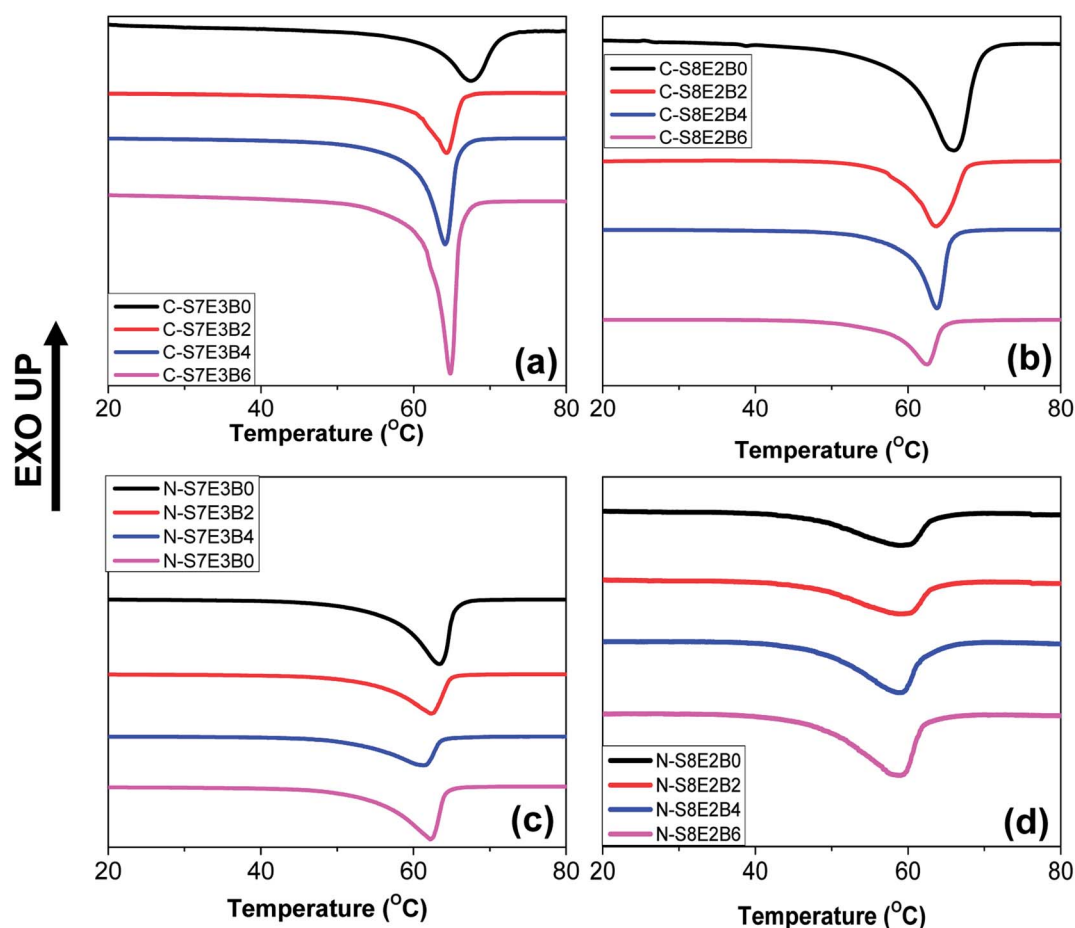 EXO UP
C-S7E3B0
C-S7E3B2
C-S7E3B4
C-S7E3B6
(a)
20 40 60 80
Temperature (°C)
C-S8E2B0
C-S8E2B2
C-S8E2B4
C-S8E2B6
(b)
20 40 60 80
Temperature (°C)
N-S7E3B0
N-S7E3B2
N-S7E3B4
N-S7E3B0
(c)
20 40 60 80
Temperature (°C)
N-S8E2B0
N-S8E2B2
N-S8E2B4
N-S8E2B6
(d)
20 40 60 80
Temperature (°C)